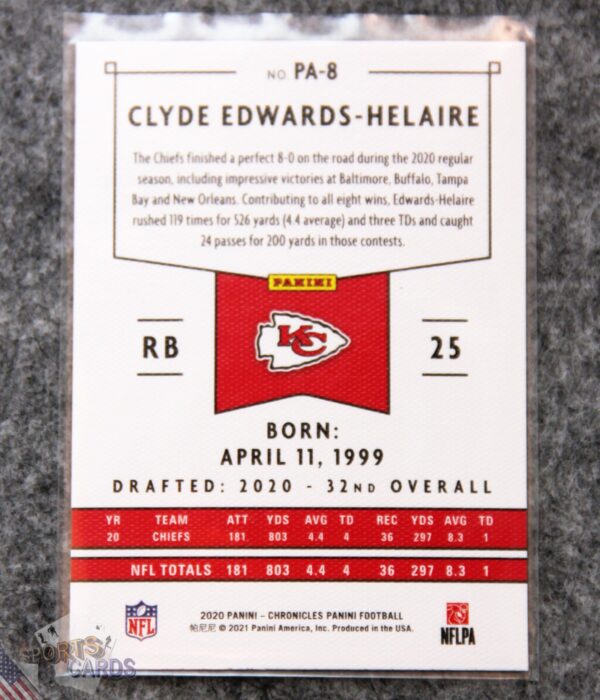 NO. PA-8
CLYDE EDWARDS-HELAIRE
The Chiefs finished a perfect 8-0 on the road during the 2020 regular
season, including impressive victories at Baltimore, Buffalo, Tampa
Bay and New Orleans. Contributing to all eight wins, Edwards-Helaire
rushed 119 times for 526 yards (4.4 average) and three TDs and caught
24 passes for 200 yards in those contests.
PANINI
RB
KC
25
BORN:
APRIL 11, 1999
DRAFTED: 2020 - 32ND OVERALL
YR TEAM ATT YDS AVG TD REC YDS AVG TD
20 CHIEFS 181 803 4.4 4 36 297 8.3 1
NFL TOTALS 181 803 4.4 4 36 297 8.3 1
NFL
2020 PANINI - CHRONICLES PANINI FOOTBALL
帕尼尼 © 2021 Panini America, Inc. Produced in the USA.
NFLPA
SPORTS
CARDS